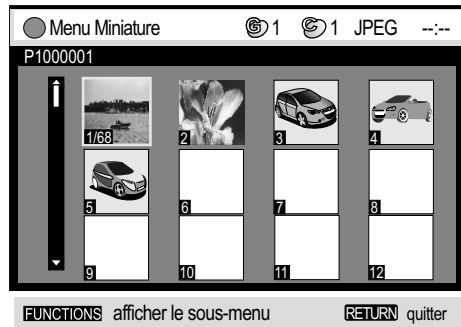 Menu Miniature G 1 C 1 JPEG --:--
P1000001
1/68 2 3 4
5 6 7 8
9 10 11 12
FUNCTIONS afficher le sous-menu RETURN quitter